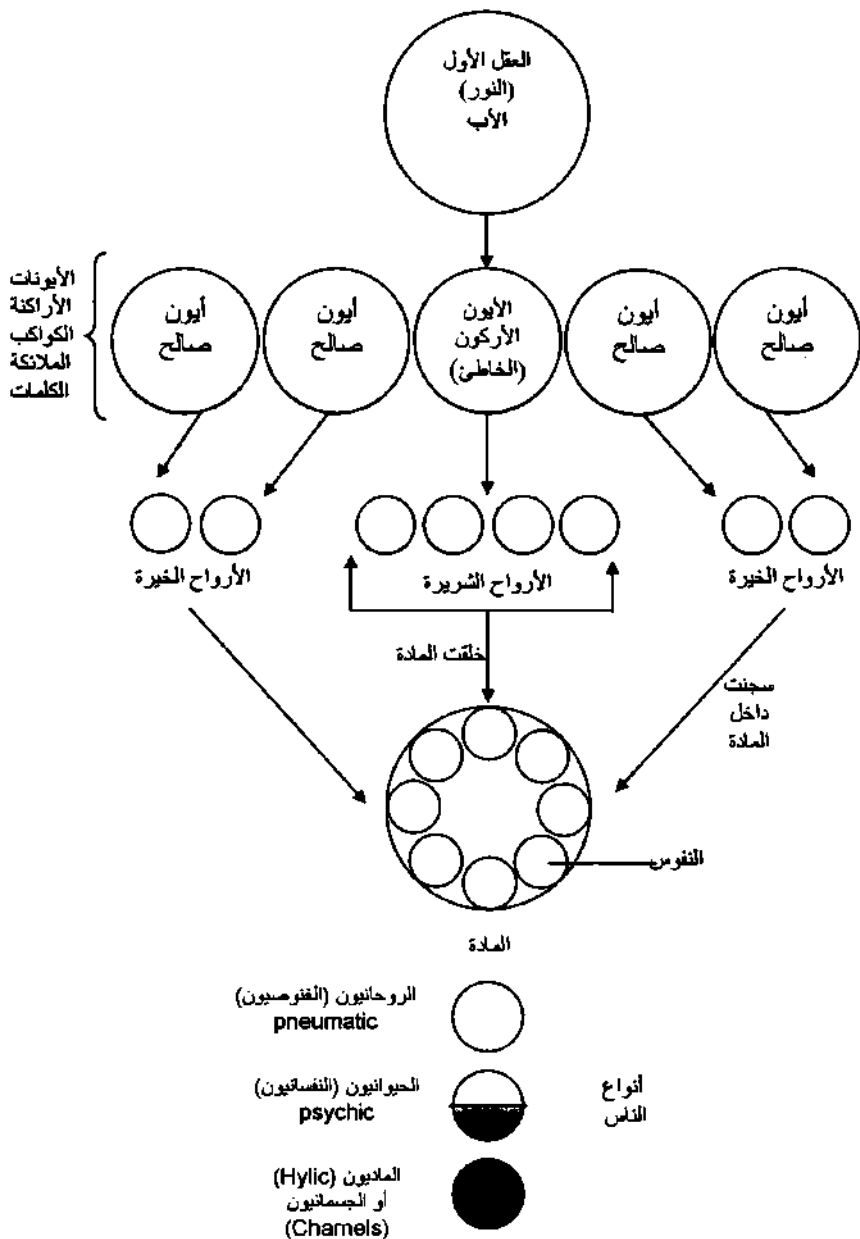 العقل الأول
(النور)
الأب
الأيونات
الأراكنة
الكواكب
الملائكة
الكلمات
أيون
صالح
أيون
صالح
الأيون
الأركون
(الخاطئ)
أيون
صالح
أيون
صالح
الأرواح الخيرة
الأرواح الشريرة
الأرواح الخيرة
خلقت المادة
سجنت
داخل
المادة
النفوس
المادة
الروحانيون (الغنوصيون)
pneumatic
الحيوانيون (النفسانيون)
psychic
أنواع
الناس
الماديون (Hylic)
أو الجسمانيون
(Charnels)